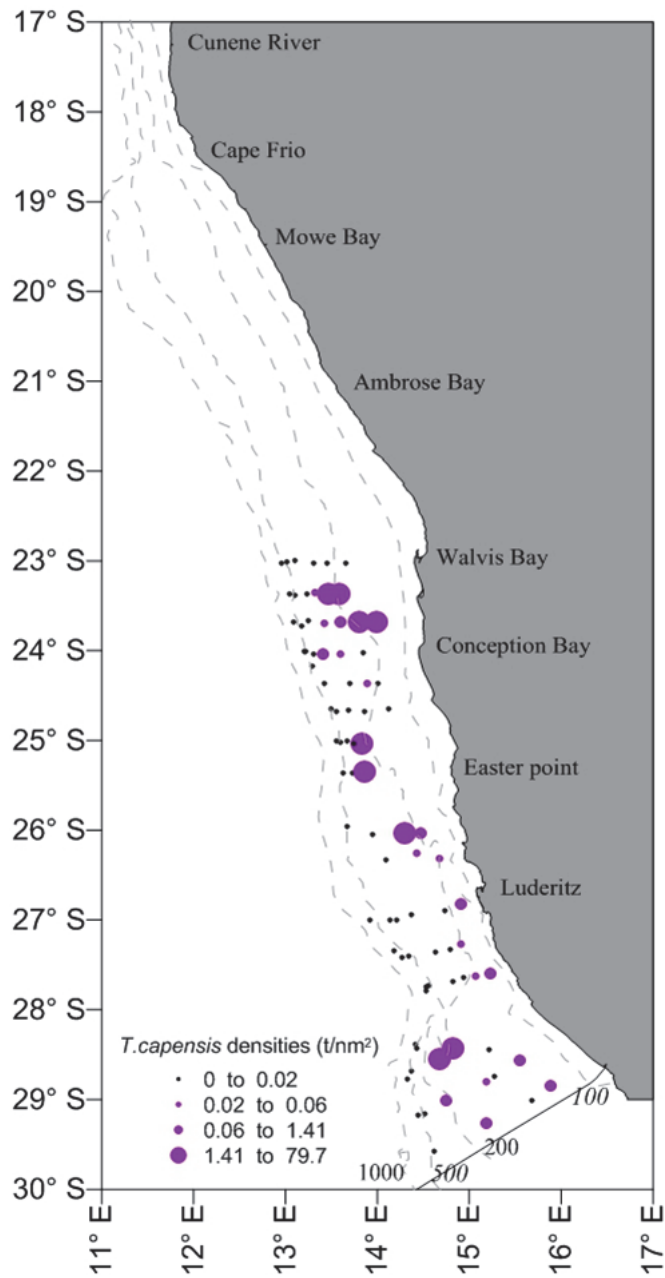 17° S
Cunene River
18° S
Cape Frio
19° S
Mowe Bay
20° S
21° S
Ambrose Bay
22° S
23° S
Walvis Bay
24° S
Conception Bay
25° S
Easter point
26° S
Luderitz
27° S
28° S
T.capensis densities (t/nm²)
0 to 0.02
0.02 to 0.06
0.06 to 1.41
1.41 to 79.7
29° S
100
200
500
1000
30° S
11° E
12° E
13° E
14° E
15° E
16° E
17° E